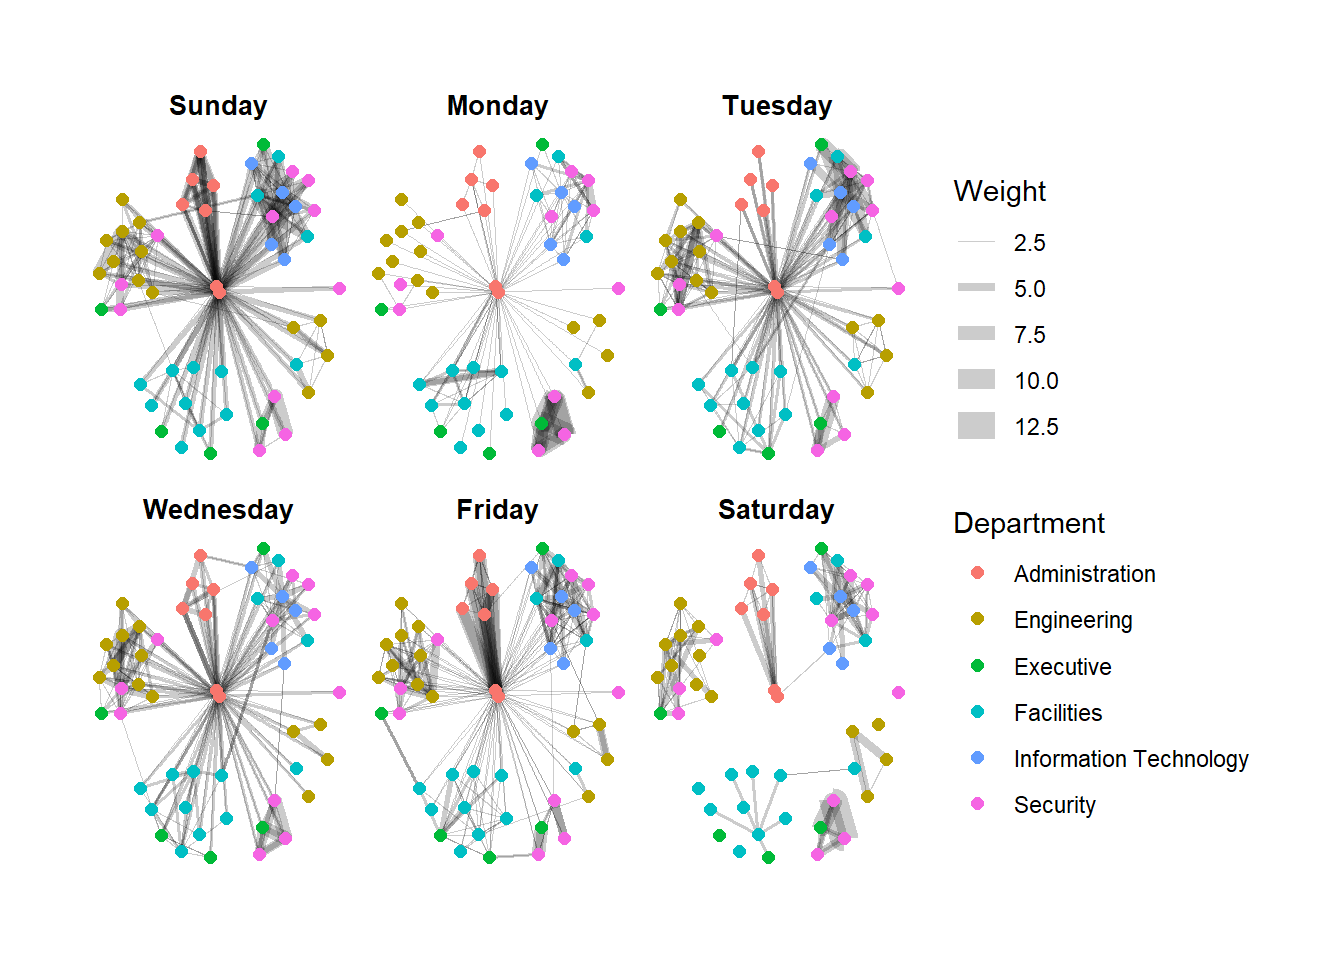 Sunday
Monday
Tuesday
Wednesday
Friday
Saturday
Weight
2.5
5.0
7.5
10.0
12.5
Department
Administration
Engineering
Executive
Facilities
Information Technology
Security